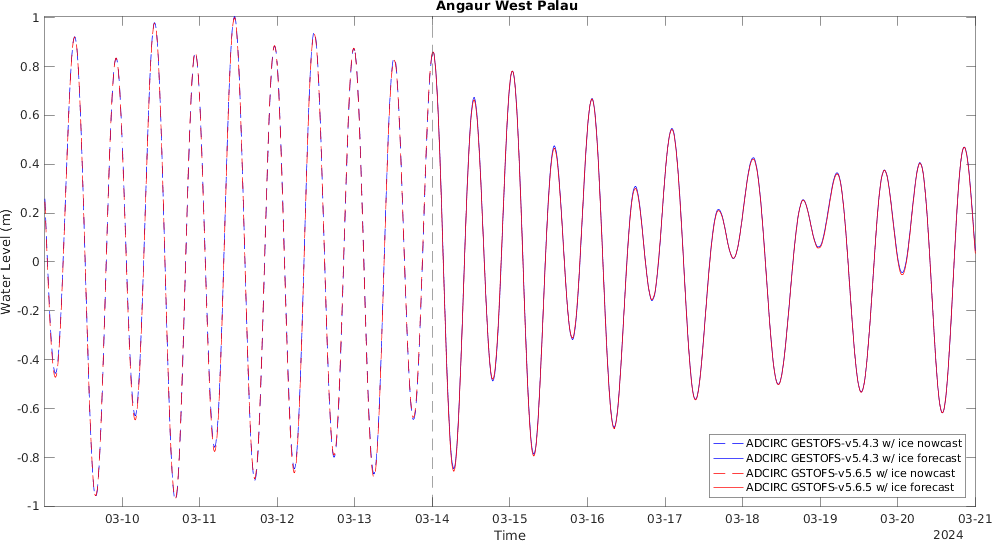 Angaur West Palau
1
0.8
0.6
0.4
0.2
0
-0.2
-0.4
-0.6
-0.8
-1
Water Level (m)
03-10 03-11 03-12 03-13 03-14 03-15 03-16 03-17 03-18 03-19 03-20 03-21
Time
2024
ADCIRC GESTOFS-v5.4.3 w/ ice nowcast
ADCIRC GESTOFS-v5.4.3 w/ ice forecast
ADCIRC GSTOFS-v5.6.5 w/ ice nowcast
ADCIRC GSTOFS-v5.6.5 w/ ice forecast